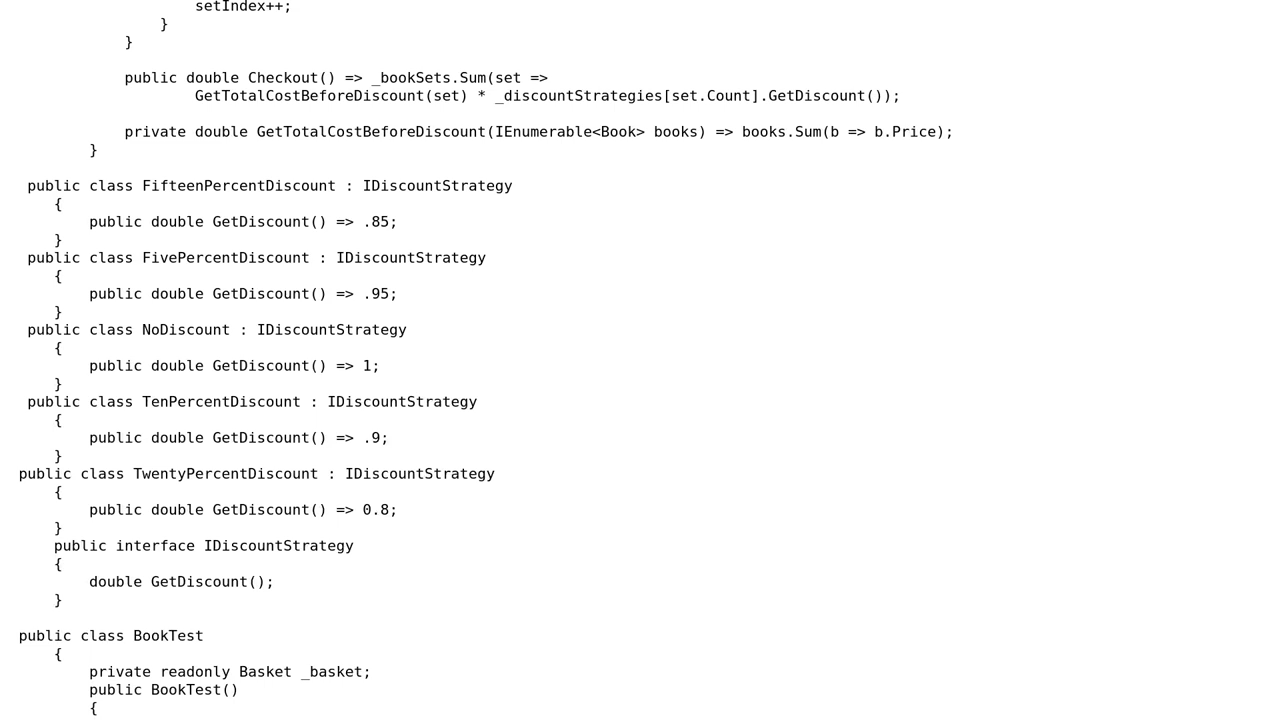 setIndex++;
}
}
public double Checkout() => _bookSets.Sum(set =>
GetTotalCostBeforeDiscount(set) * _discountStrategies[set.Count].GetDiscount());
private double GetTotalCostBeforeDiscount(IEnumerable<Book> books) => books.Sum(b => b.Price);
}
public class FifteenPercentDiscount : IDiscountStrategy
{
public double GetDiscount() => .85;
}
public class FivePercentDiscount : IDiscountStrategy
{
public double GetDiscount() => .95;
}
public class NoDiscount : IDiscountStrategy
{
public double GetDiscount() => 1;
}
public class TenPercentDiscount : IDiscountStrategy
{
public double GetDiscount() => .9;
}
public class TwentyPercentDiscount : IDiscountStrategy
{
public double GetDiscount() => 0.8;
}
public interface IDiscountStrategy
{
double GetDiscount();
}
public class BookTest
{
private readonly Basket _basket;
public BookTest()
{